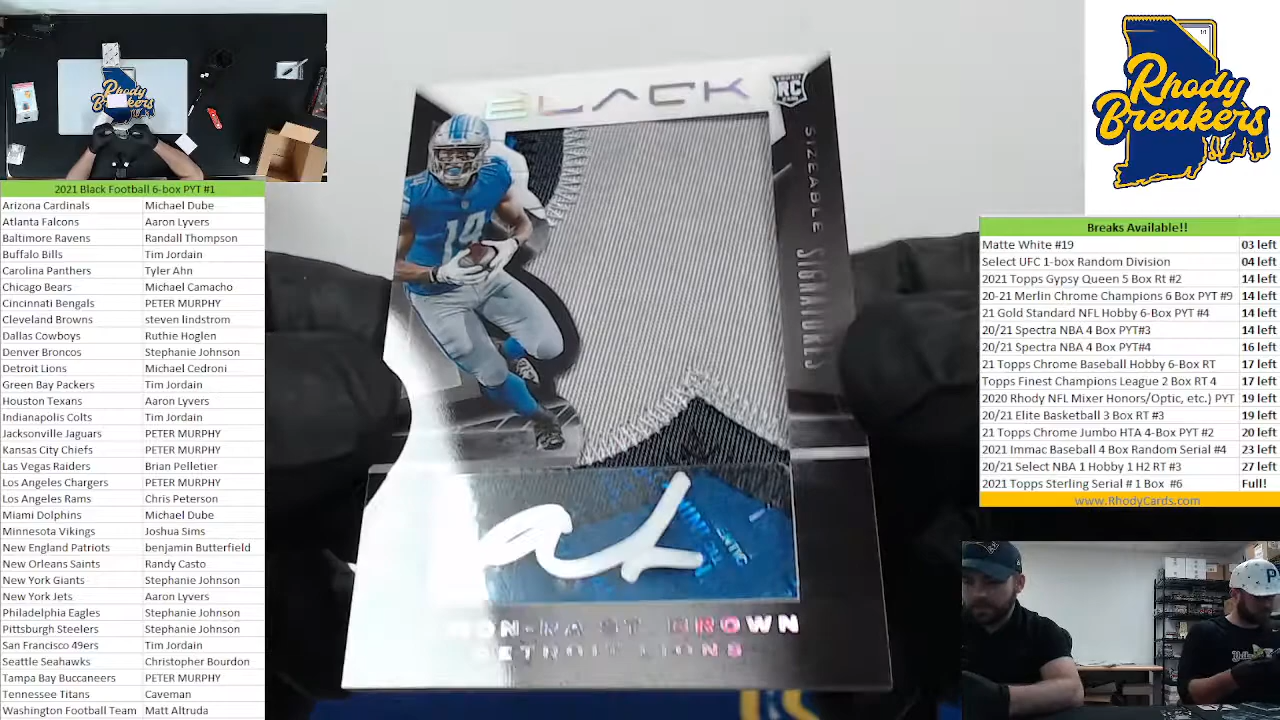 2021 Black Football 6-box PYT #1
Arizona Cardinals Michael Dube
Atlanta Falcons Aaron Lyvers
Baltimore Ravens Randall Thompson
Buffalo Bills Tim Jordain
Carolina Panthers Tyler Ahn
Chicago Bears Michael Camacho
Cincinnati Bengals PETER MURPHY
Cleveland Browns steven lindstrom
Dallas Cowboys Ruthie Hoglen
Denver Broncos Stephanie Johnson
Detroit Lions Michael Cedroni
Green Bay Packers Tim Jordain
Houston Texans Aaron Lyvers
Indianapolis Colts Tim Jordain
Jacksonville Jaguars PETER MURPHY
Kansas City Chiefs PETER MURPHY
Las Vegas Raiders Brian Pelletier
Los Angeles Chargers PETER MURPHY
Los Angeles Rams Chris Peterson
Miami Dolphins Michael Dube
Minnesota Vikings Joshua Sims
New England Patriots benjamin Butterfield
New Orleans Saints Randy Casto
New York Giants Stephanie Johnson
New York Jets Aaron Lyvers
Philadelphia Eagles Stephanie Johnson
Pittsburgh Steelers Stephanie Johnson
San Francisco 49ers Tim Jordain
Seattle Seahawks Christopher Bourdon
Tampa Bay Buccaneers PETER MURPHY
Tennessee Titans Caveman
Washington Football Team Matt Altruda
BLACK
RC
SIZEABLE SIGNATURES
19
BROWN
DETROIT LIONS
Rhody
Breakers
Rhody
Breakers
Breaks Available!!
Matte White #19 03 left
Select UFC 1-box Random Division 04 left
2021 Topps Gypsy Queen 5 Box Rt #2 14 left
20-21 Merlin Chrome Champions 6 Box PYT #9 14 left
21 Gold Standard NFL Hobby 6-Box PYT #4 14 left
20/21 Spectra NBA 4 Box PYT#3 14 left
20/21 Spectra NBA 4 Box PYT#4 16 left
21 Topps Chrome Baseball Hobby 6-Box RT 17 left
Topps Finest Champions League 2 Box RT 4 17 left
2020 Rhody NFL Mixer Honors/Optic, etc.) PYT 19 left
20/21 Elite Basketball 3 Box RT #3 19 left
21 Topps Chrome Jumbo HTA 4-Box PYT #2 20 left
2021 Immac Baseball 4 Box Random Serial #4 23 left
20/21 Select NBA 1 Hobby 1 H2 RT #3 27 left
2021 Topps Sterling Serial # 1 Box #6 Full!
www.RhodyCards.com